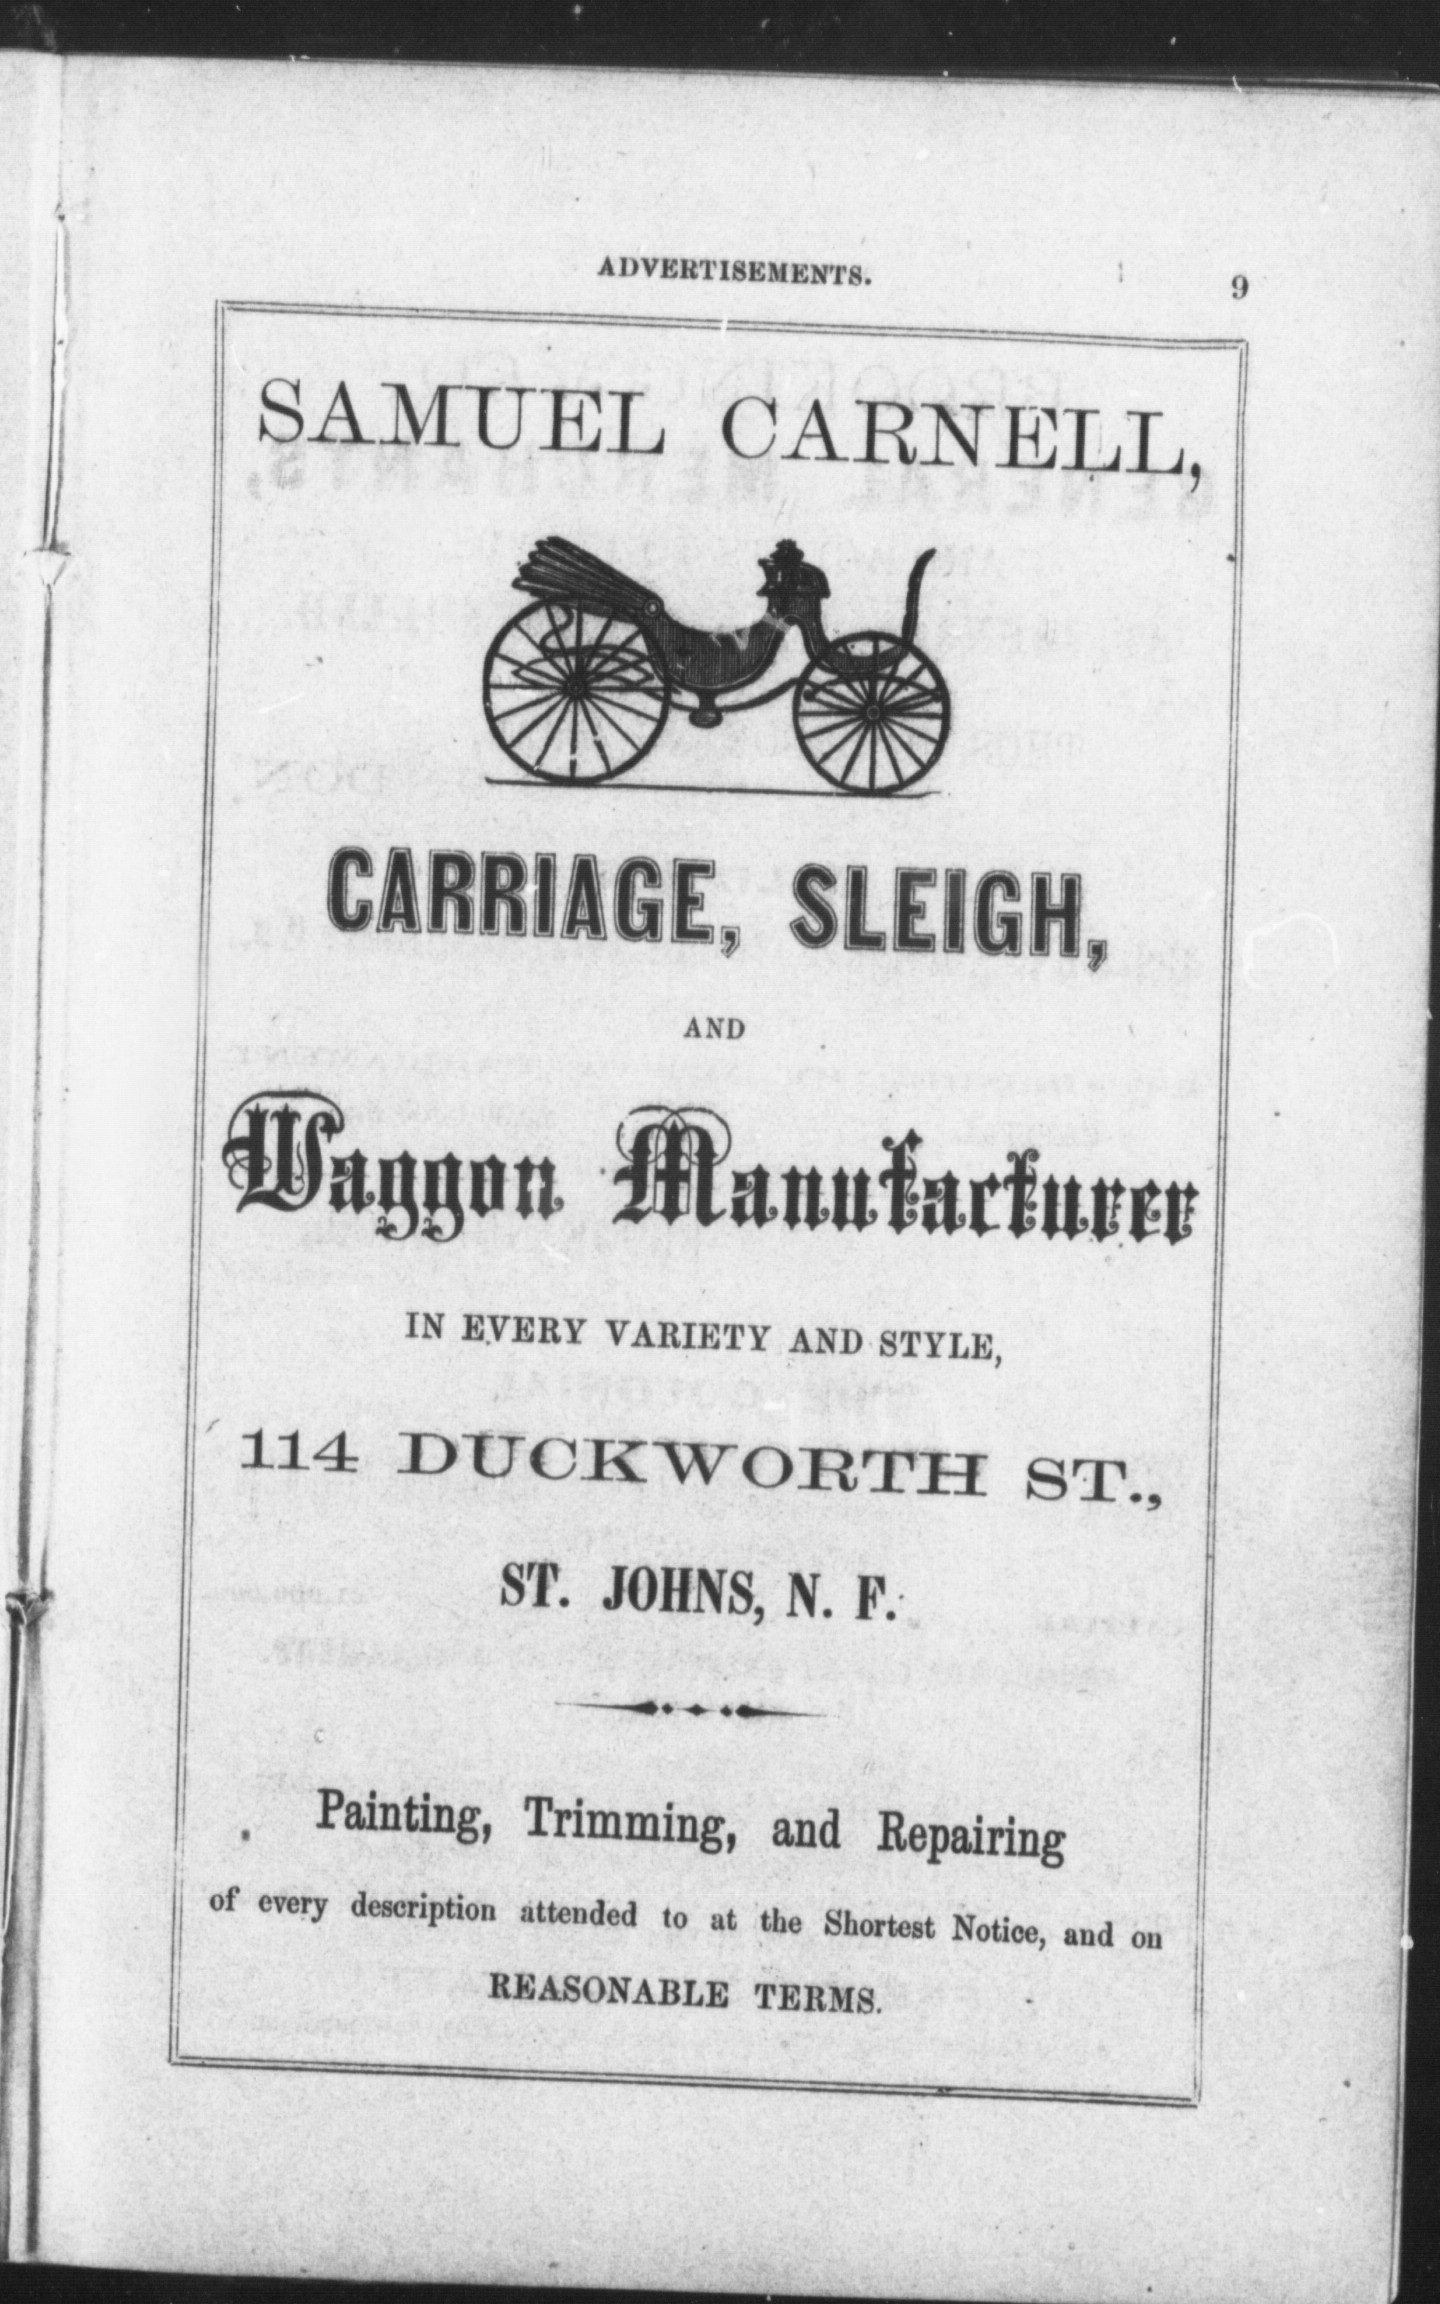 ADVERTISEMENTS.
9
SAMUEL CARNELL,
CARRIAGE, SLEIGH,
AND
Waggon Manufacturer
IN EVERY VARIETY AND STYLE,
114 DUCKWORTH ST.,
ST. JOHNS, N. F.
Painting, Trimming, and Repairing
of every description attended to at the Shortest Notice, and on
REASONABLE TERMS.